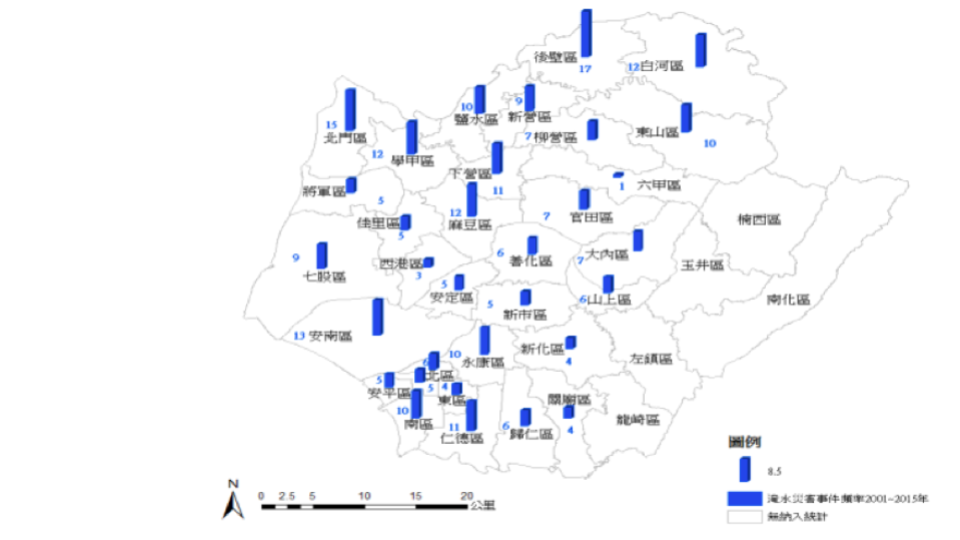 後壁區
17
12
白河區
10
鹽水區
9
新營區
7
柳營區
東山區
10
15
北門區
12
學甲區
下營區
11
1
六甲區
將軍區
5
佳里區
5
12
麻豆區
7
官田區
楠西區
9
七股區
西港區
3
6
善化區
7
大內區
玉井區
5
安定區
5
新市區
6
山上區
南化區
13
安南區
10
永康區
新化區
4
左鎮區
6
北區
5
安平區
5
4
東區
10
南區
11
仁德區
6
歸仁區
關廟區
4
龍崎區
圖例
8.5
淹水災害事件頻率2001~2015年
無納入統計
N
0 2.5 5 10 15 20
公里